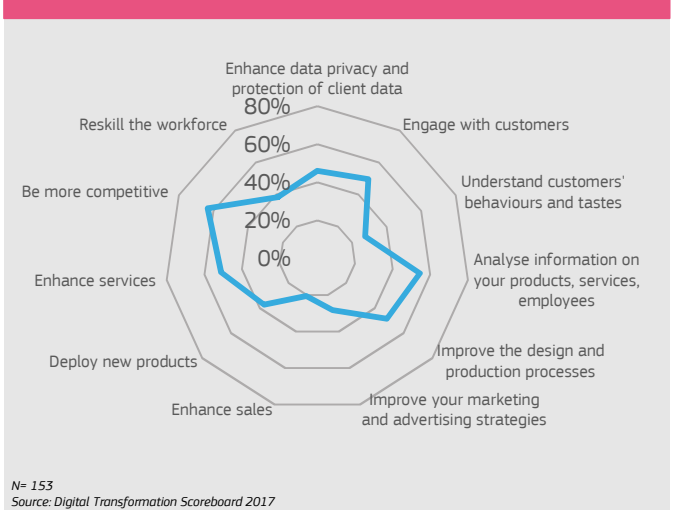 Enhance data privacy and
protection of client data
80%
Reskill the workforce
Engage with customers
60%
40%
Be more competitive
Understand customers'
behaviours and tastes
20%
0%
Analyse information on
your products, services,
employees
Enhance services
Improve the design and
production processes
Deploy new products
Improve your marketing
and advertising strategies
Enhance sales
N= 153
Source: Digital Transformation Scoreboard 2017